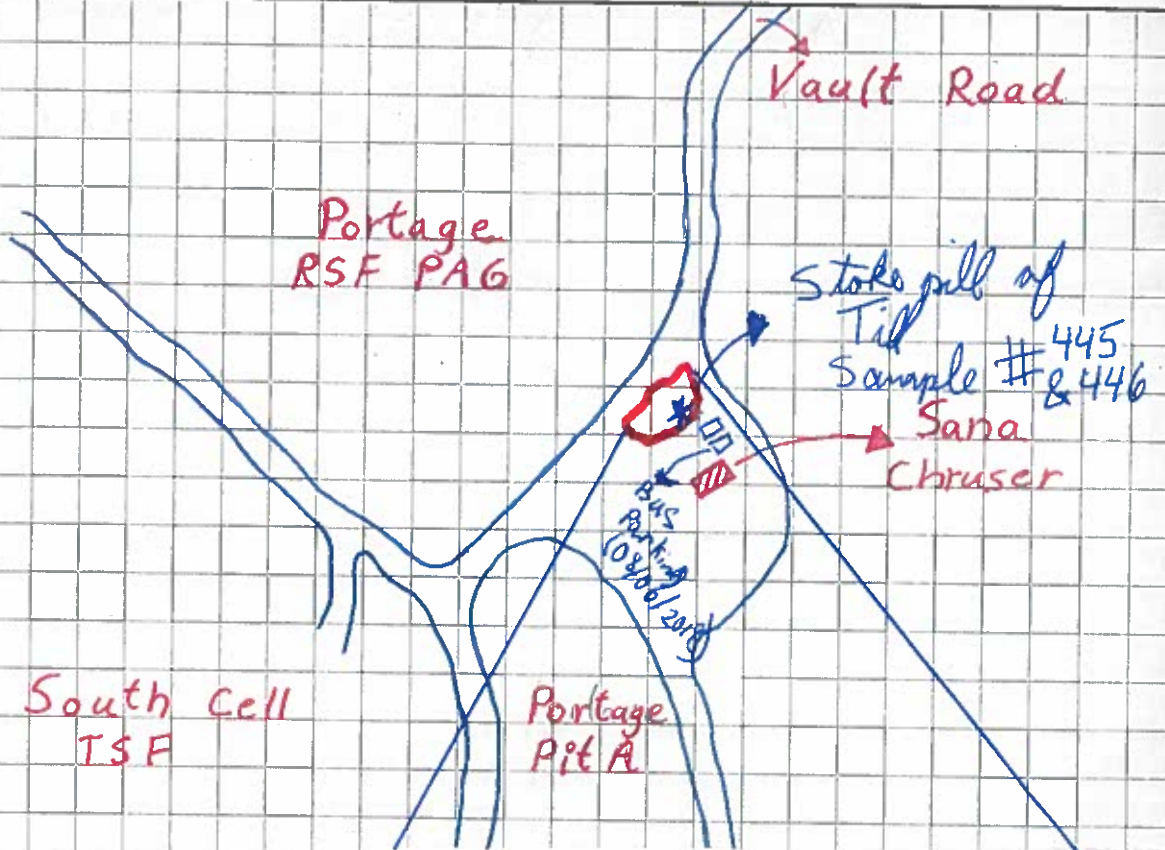 Vault Road
Portage
RSF PAG
Stoke pill of
Till
Sample # 445
& 446
Sana
Chruser
Bus
Parking
(08/06/2018)
South Cell
TSF
Portage
Pit A